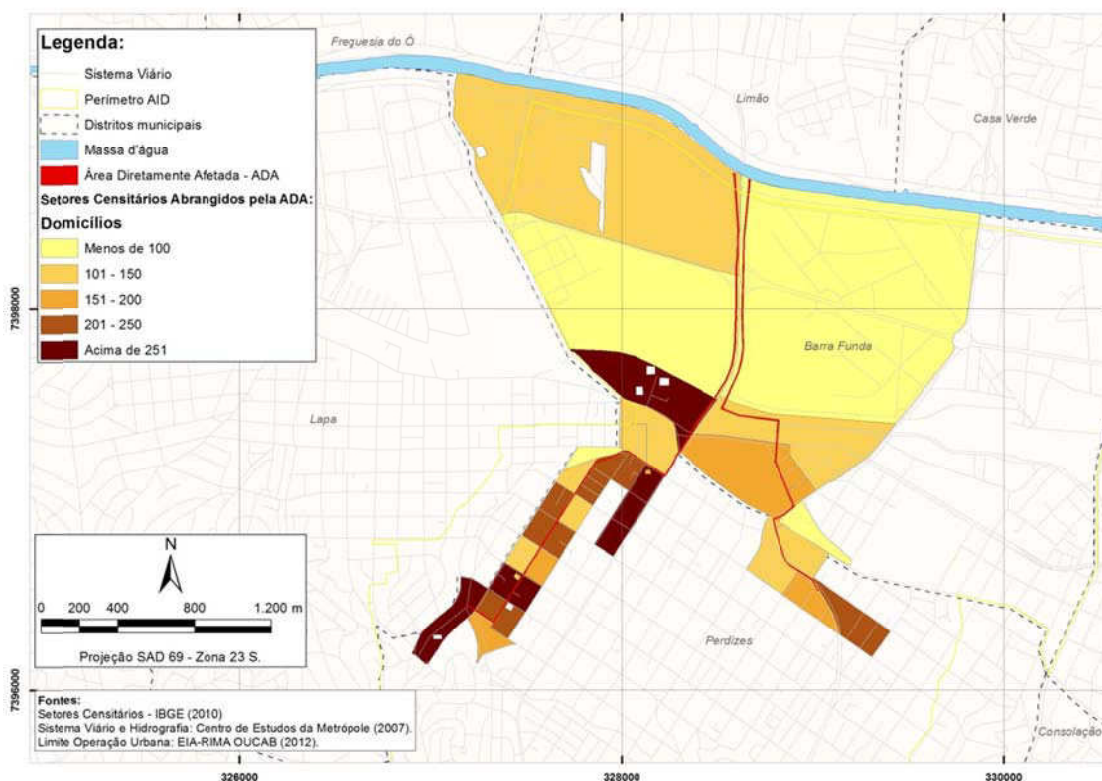 Legenda:
Sistema Viário
Perímetro AID
Distritos municipais
Massa d'água
Área Diretamente Afetada - ADA
Setores Censitários Abrangidos pela ADA:
Domicílios
Menos de 100
101 - 150
151 - 200
201 - 250
Acima de 251
Freguesia do Ó
Limão
Casa Verde
Barra Funda
Lapa
Perdizes
Consolação
7398000
7396000
N
0 200 400 800 1.200 m
Projeção SAD 69 - Zona 23 S.
Fontes:
Setores Censitários - IBGE (2010)
Sistema Viário e Hidrografia: Centro de Estudos da Metrópole (2007).
Limite Operação Urbana: EIA-RIMA OUCAB (2012).
326000 328000 330000